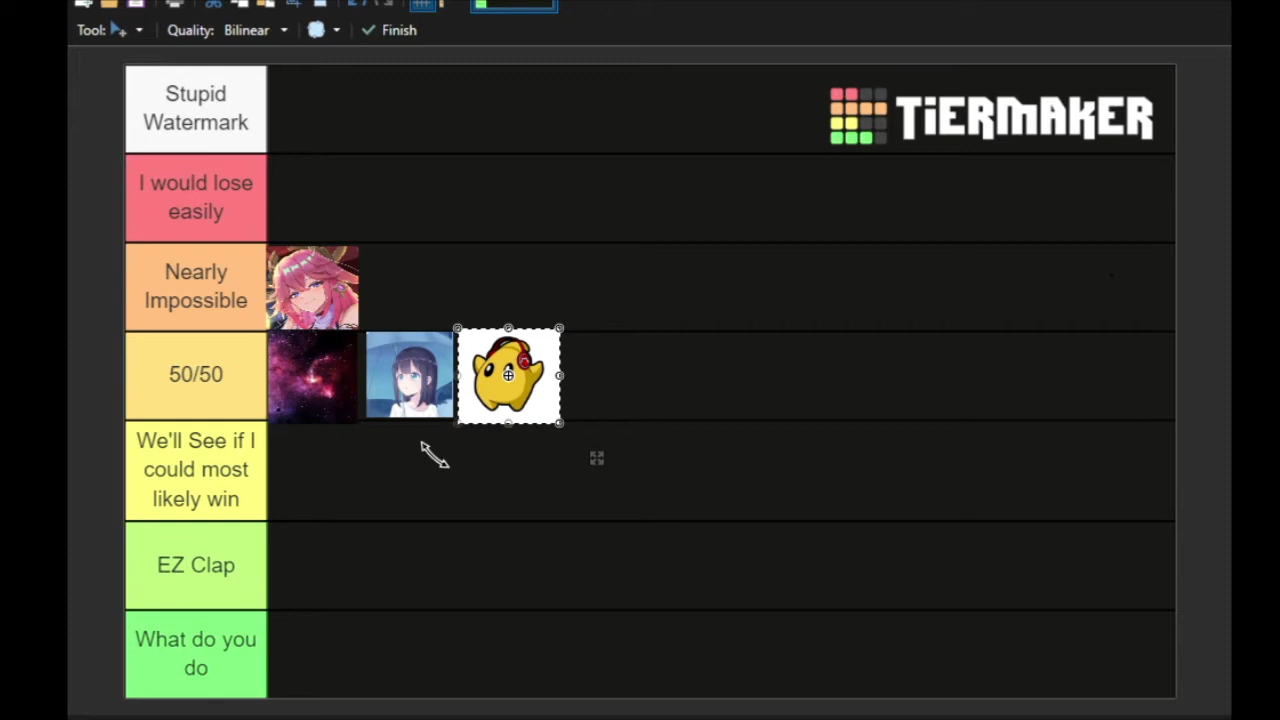 Tool:
Quality: Bilinear
Finish
Stupid
Watermark
TiERMAKER
I would lose
easily
Nearly
Impossible
50/50
We'll See if I
could most
likely win
EZ Clap
What do you
do